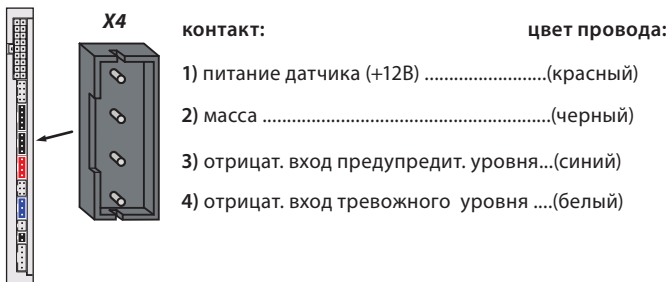 X4
контакт: цвет провода:
1) питание датчика (+12В) .........................(красный)
2) масса ..........................................................(черный)
3) отрицат. вход предупредит. уровня...(синий)
4) отрицат. вход тревожного уровня ....(белый)